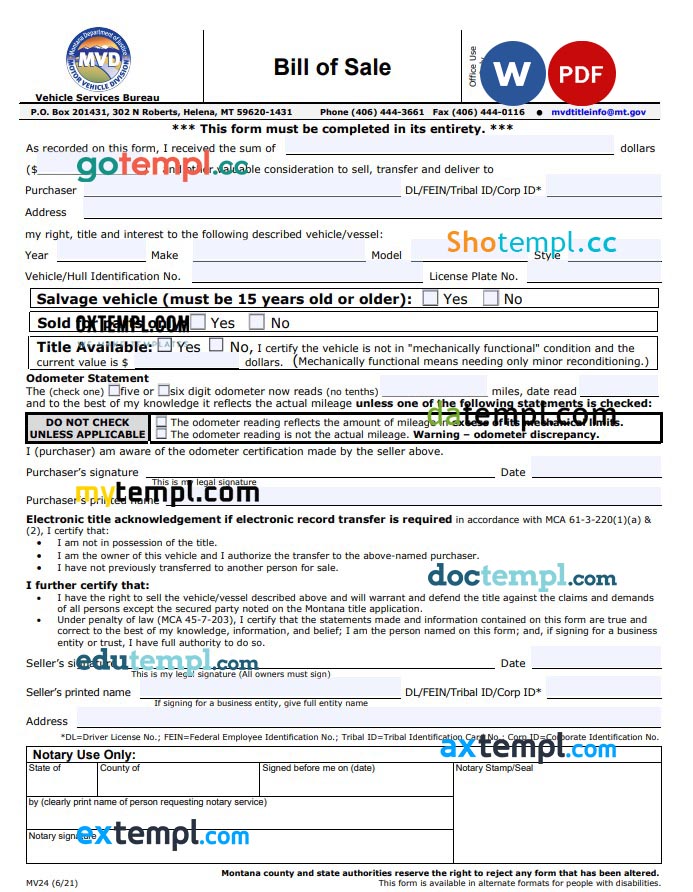 Montana Department of Justice
MVD
MOTOR VEHICLE DIVISION
Vehicle Services Bureau
Bill of Sale
Office Use
W
PDF
P.O. Box 201431, 302 N Roberts, Helena, MT 59620-1431 Phone (406) 444-3661 Fax (406) 444-0116 ● mvdtitleinfo@mt.gov
*** This form must be completed in its entirety. ***
As recorded on this form, I received the sum of dollars
($ and other valuable consideration to sell, transfer and deliver to
gotempl.cc
Purchaser DL/FEIN/Tribal ID/Corp ID*
Address
my right, title and interest to the following described vehicle/vessel:
Shotempl.cc
Year Make Model Style
Vehicle/Hull Identification No. License Plate No.
Salvage vehicle (must be 15 years old or older): Yes No
Sold for parts only: Yes No
OXTEMPL.COM
Title Available: Yes No, I certify the vehicle is not in "mechanically functional" condition and the
current value is $ dollars. (Mechanically functional means needing only minor reconditioning.)
Odometer Statement
The (check one) five or six digit odometer now reads (no tenths) miles, date read
and to the best of my knowledge it reflects the actual mileage unless one of the following statements is checked:
datempl.com
DO NOT CHECK
UNLESS APPLICABLE
The odometer reading reflects the amount of mileage in excess of its mechanical limits.
The odometer reading is not the actual mileage. Warning – odometer discrepancy.
I (purchaser) am aware of the odometer certification made by the seller above.
Purchaser's signature Date
This is my legal signature
mytempl.com
Purchaser's printed name
Electronic title acknowledgement if electronic record transfer is required in accordance with MCA 61-3-220(1)(a) &
(2), I certify that:
• I am not in possession of the title.
• I am the owner of this vehicle and I authorize the transfer to the above-named purchaser.
• I have not previously transferred to another person for sale.
doctempl.com
I further certify that:
• I have the right to sell the vehicle/vessel described above and will warrant and defend the title against the claims and demands
of all persons except the secured party noted on the Montana title application.
• Under penalty of law (MCA 45-7-203), I certify that the statements made and information contained on this form are true and
correct to the best of my knowledge, information, and belief; I am the person named on this form; and, if signing for a business
entity or trust, I have full authority to do so.
Seller's signature Date
edutempl.com
This is my legal signature (All owners must sign)
Seller's printed name DL/FEIN/Tribal ID/Corp ID*
If signing for a business entity, give full entity name
Address
*DL=Driver License No.; FEIN=Federal Employee Identification No.; Tribal ID=Tribal Identification Card No.; Corp ID=Corporate Identification No.
axtempl.com
Notary Use Only:
State of County of Signed before me on (date) Notary Stamp/Seal
by (clearly print name of person requesting notary service)
Notary signature
extempl.com
Montana county and state authorities reserve the right to reject any form that has been altered.
MV24 (6/21) This form is available in alternate formats for people with disabilities.